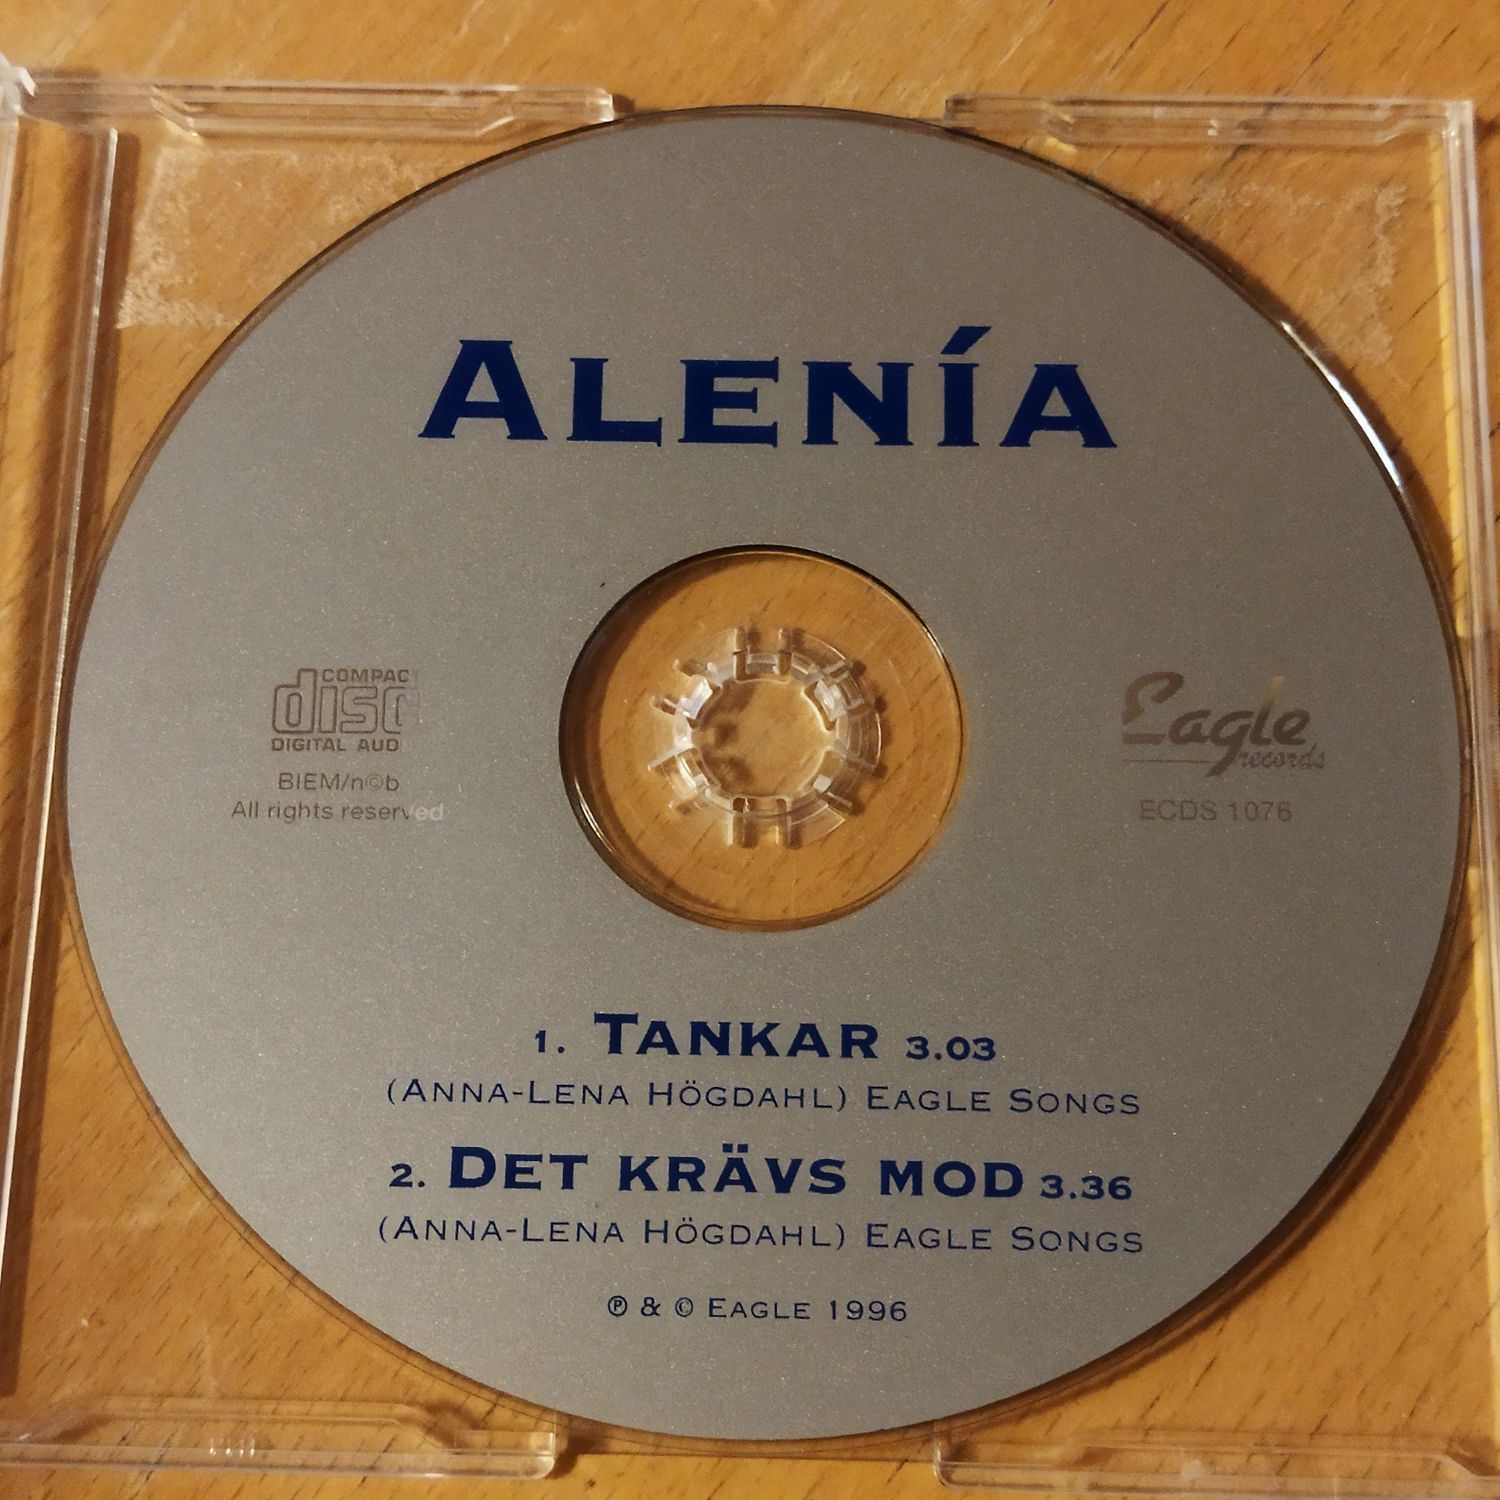 ALENÍA
COMPACT
disc
DIGITAL AUDIO
BIEM/n©b
All rights reserved
Eagle
records
ECDS 1076
1. TANKAR 3.03
(ANNA-LENA HÖGDAHL) EAGLE SONGS
2. DET KRÄVS MOD 3.36
(ANNA-LENA HÖGDAHL) EAGLE SONGS
℗ & © EAGLE 1996